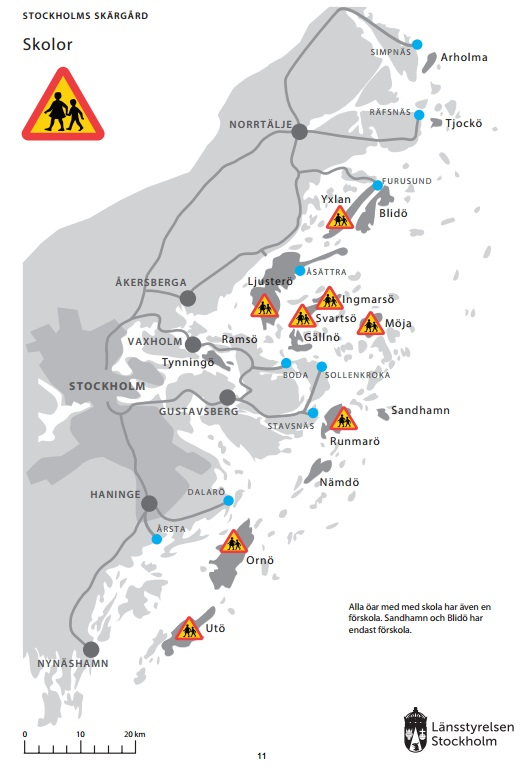 STOCKHOLMS SKÄRGÅRD
Skolor
SIMPNÄS
Arholma
RÄFSNÄS
Tjockö
NORRTÄLJE
FURUSUND
Yxlan
Blidö
ÅSÄTTRA
Ljusterö
ÅKERSBERGA
Ingmarsö
Svartsö
Möja
Gällnö
Ramsö
VAXHOLM
Tynningö
BODA
SOLLENKROKA
STOCKHOLM
GUSTAVSBERG
Sandhamn
STAVSNÄS
Runmarö
Nämdö
HANINGE
DALARÖ
ÅRSTA
Ornö
Utö
NYNÄSHAMN
Alla öar med med skola har även en
förskola. Sandhamn och Blidö har
endast förskola.
Länsstyrelsen
Stockholm
0 10 20 km
11